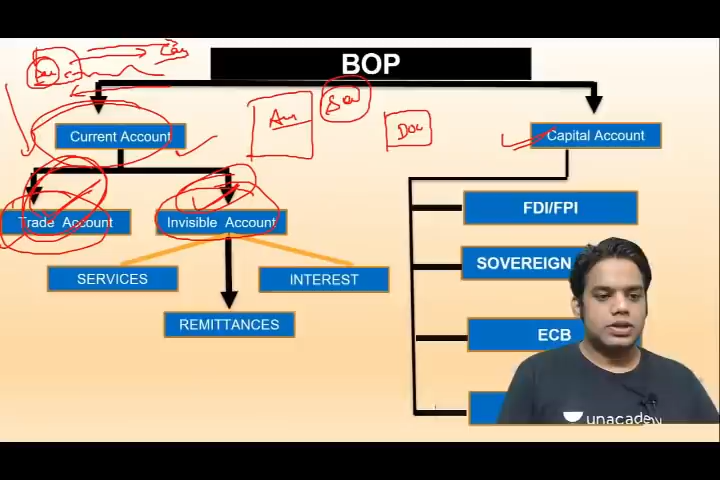 BOP
Current Account
Capital Account
Trade Account
Invisible Account
FDI/FPI
SERVICES
INTEREST
SOVEREIGN
REMITTANCES
ECB
unacademy